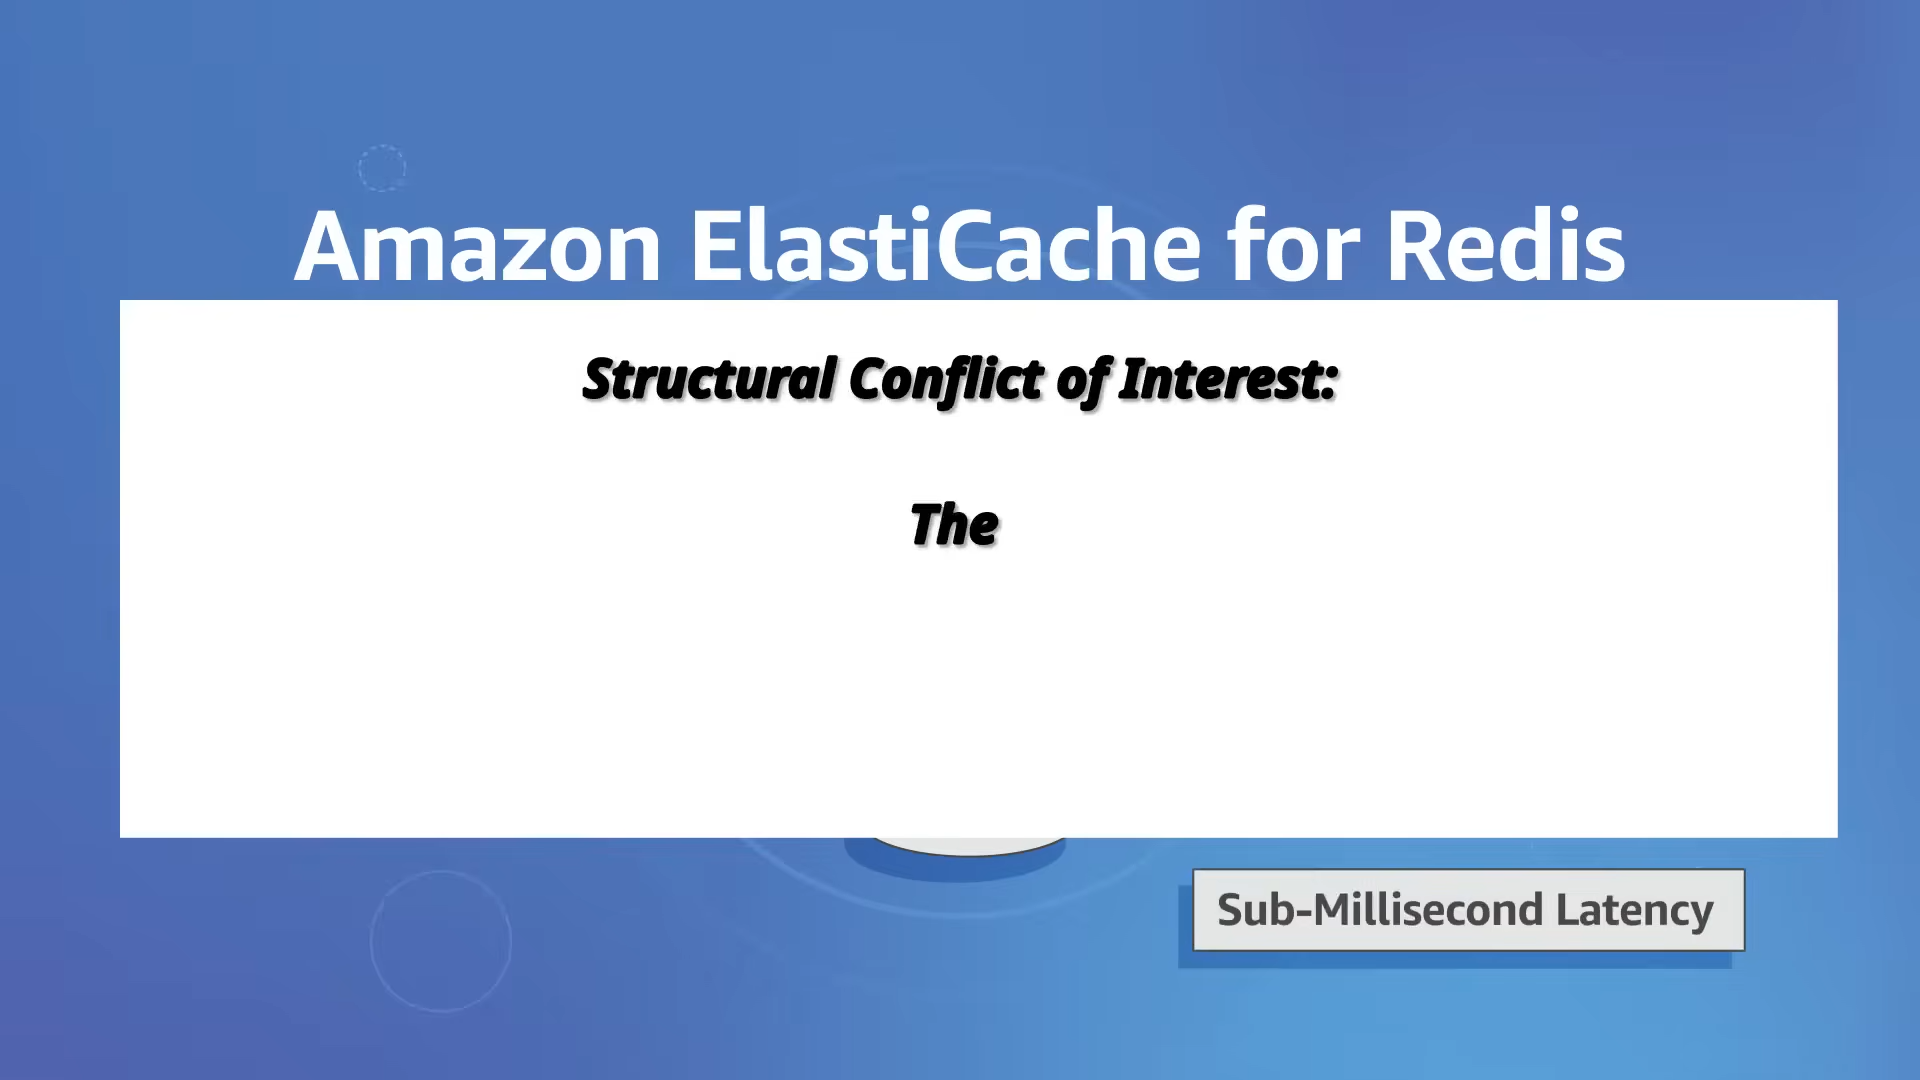 Amazon ElastiCache for Redis
Structural Conflict of Interest:
The
Sub-Millisecond Latency